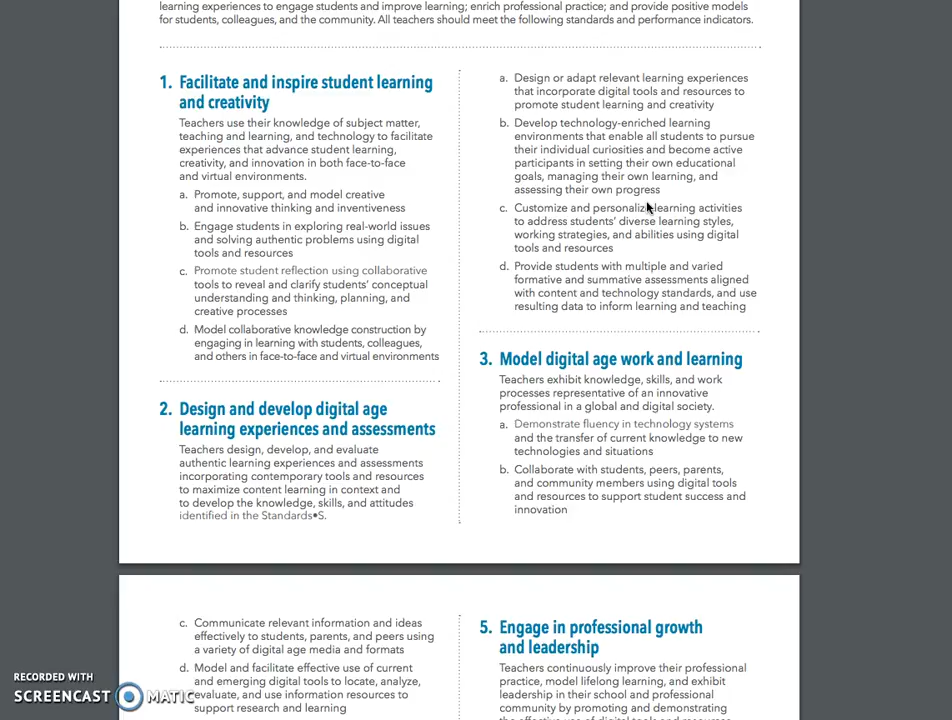 learning experiences to engage students and improve learning; enrich professional practice; and provide positive models
for students, colleagues, and the community. All teachers should meet the following standards and performance indicators.
1. Facilitate and inspire student learning
and creativity
Teachers use their knowledge of subject matter,
teaching and learning, and technology to facilitate
experiences that advance student learning,
creativity, and innovation in both face-to-face
and virtual environments.
a. Promote, support, and model creative
and innovative thinking and inventiveness
b. Engage students in exploring real-world issues
and solving authentic problems using digital
tools and resources
c. Promote student reflection using collaborative
tools to reveal and clarify students’ conceptual
understanding and thinking, planning, and
creative processes
d. Model collaborative knowledge construction by
engaging in learning with students, colleagues,
and others in face-to-face and virtual environments
2. Design and develop digital age
learning experiences and assessments
Teachers design, develop, and evaluate
authentic learning experiences and assessments
incorporating contemporary tools and resources
to maximize content learning in context and
to develop the knowledge, skills, and attitudes
identified in the Standards•S.
a. Design or adapt relevant learning experiences
that incorporate digital tools and resources to
promote student learning and creativity
b. Develop technology-enriched learning
environments that enable all students to pursue
their individual curiosities and become active
participants in setting their own educational
goals, managing their own learning, and
assessing their own progress
c. Customize and personalize learning activities
to address students’ diverse learning styles,
working strategies, and abilities using digital
tools and resources
d. Provide students with multiple and varied
formative and summative assessments aligned
with content and technology standards, and use
resulting data to inform learning and teaching
3. Model digital age work and learning
Teachers exhibit knowledge, skills, and work
processes representative of an innovative
professional in a global and digital society.
a. Demonstrate fluency in technology systems
and the transfer of current knowledge to new
technologies and situations
b. Collaborate with students, peers, parents,
and community members using digital tools
and resources to support student success and
innovation
c. Communicate relevant information and ideas
effectively to students, parents, and peers using
a variety of digital age media and formats
d. Model and facilitate effective use of current
and emerging digital tools to locate, analyze,
evaluate, and use information resources to
support research and learning
5. Engage in professional growth
and leadership
Teachers continuously improve their professional
practice, model lifelong learning, and exhibit
leadership in their school and professional
community by promoting and demonstrating
the effective use of digital tools and resources
RECORDED WITH
SCREENCAST MATIC